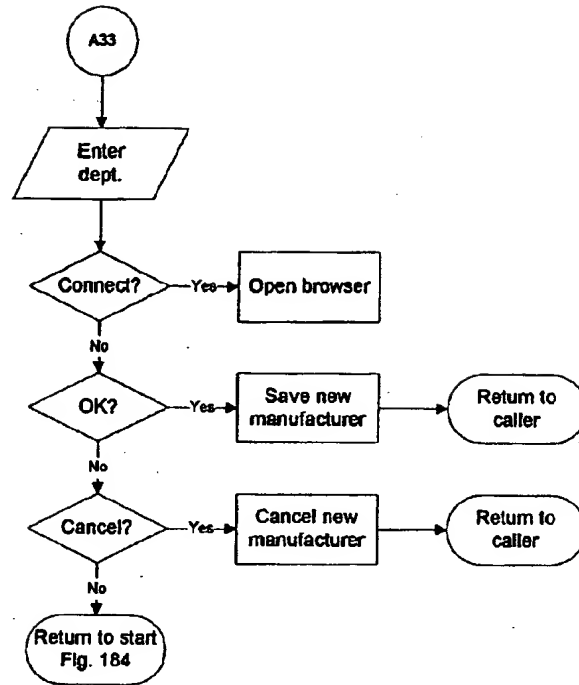 A33
Enter
dept.
Connect?
Yes
Open browser
No
OK?
Yes
Save new
manufacturer
Return to
caller
No
Cancel?
Yes
Cancel new
manufacturer
Return to
caller
No
Return to start
Fig. 184